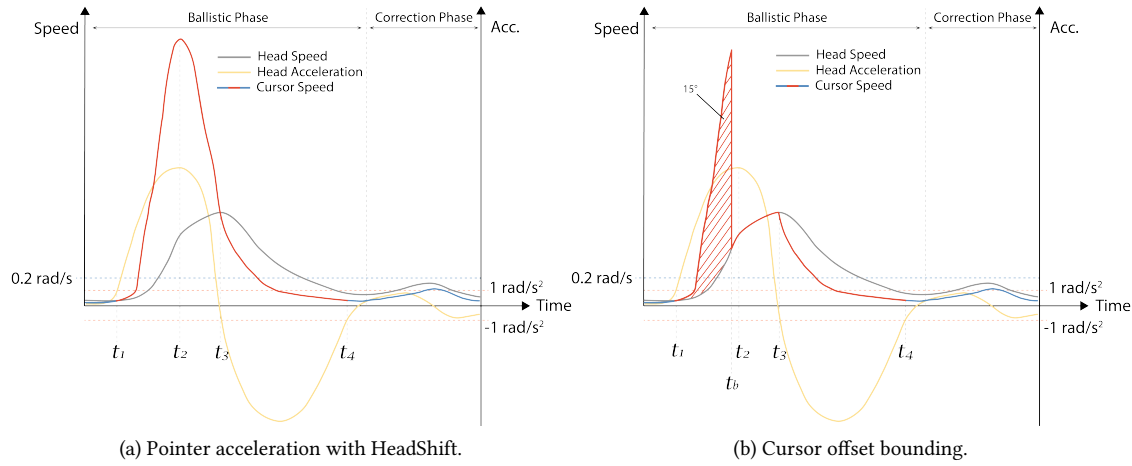 Speed
Ballistic Phase
Correction Phase
Acc.
Head Speed
Head Acceleration
Cursor Speed
0.2 rad/s
1 rad/s²
Time
-1 rad/s²
t₁
t₂
t₃
t₄
(a) Pointer acceleration with HeadShift.
Speed
Ballistic Phase
Correction Phase
Acc.
Head Speed
Head Acceleration
Cursor Speed
15°
0.2 rad/s
1 rad/s²
Time
-1 rad/s²
t₁
t₂
t₃
t₄
t_b
(b) Cursor offset bounding.